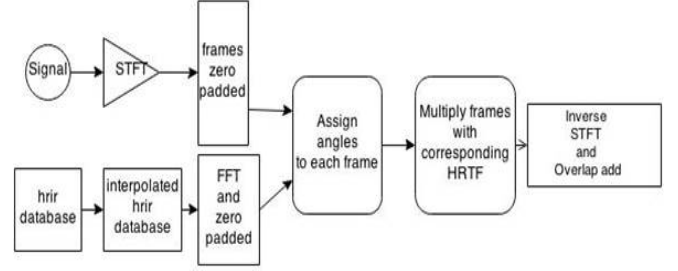 Signal
STFT
frames
zero
padded
hrir
database
interpolated
hrir
database
FFT
and
zero
padded
Assign
angles
to each frame
Multiply frames
with
corresponding
HRTF
Inverse
STFT
and
Overlap add